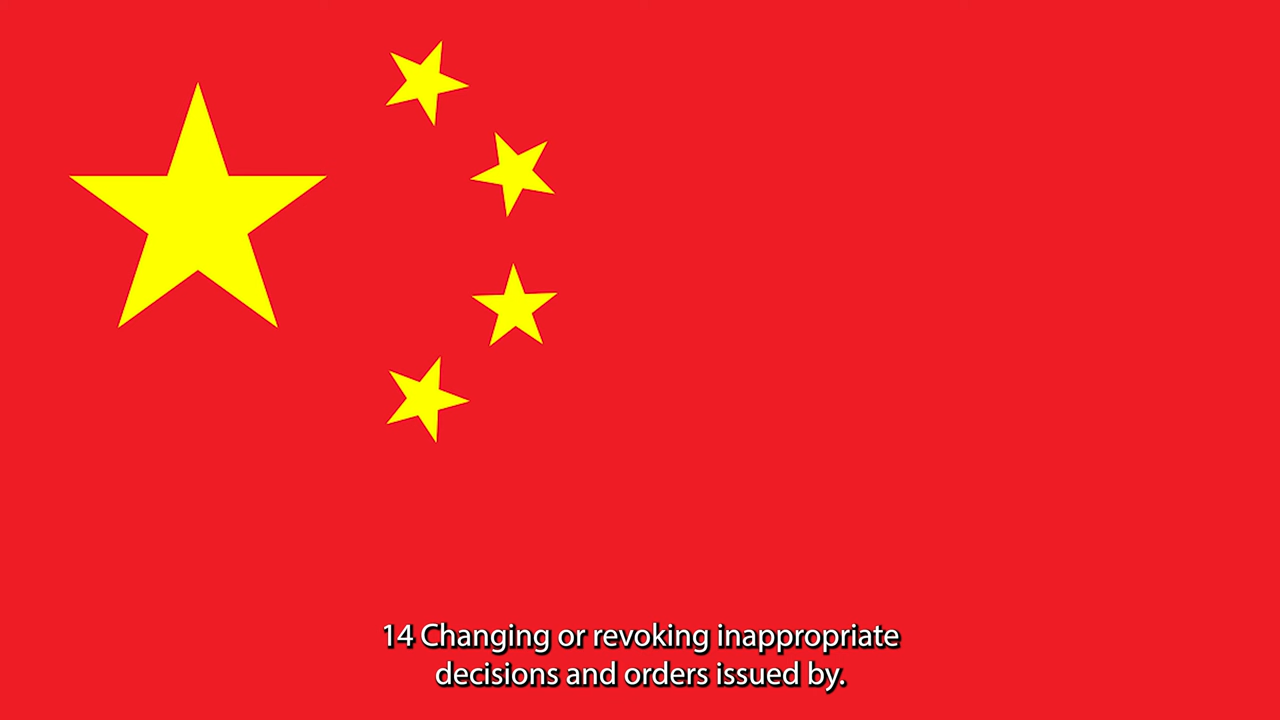 14 Changing or revoking inappropriate
decisions and orders issued by.